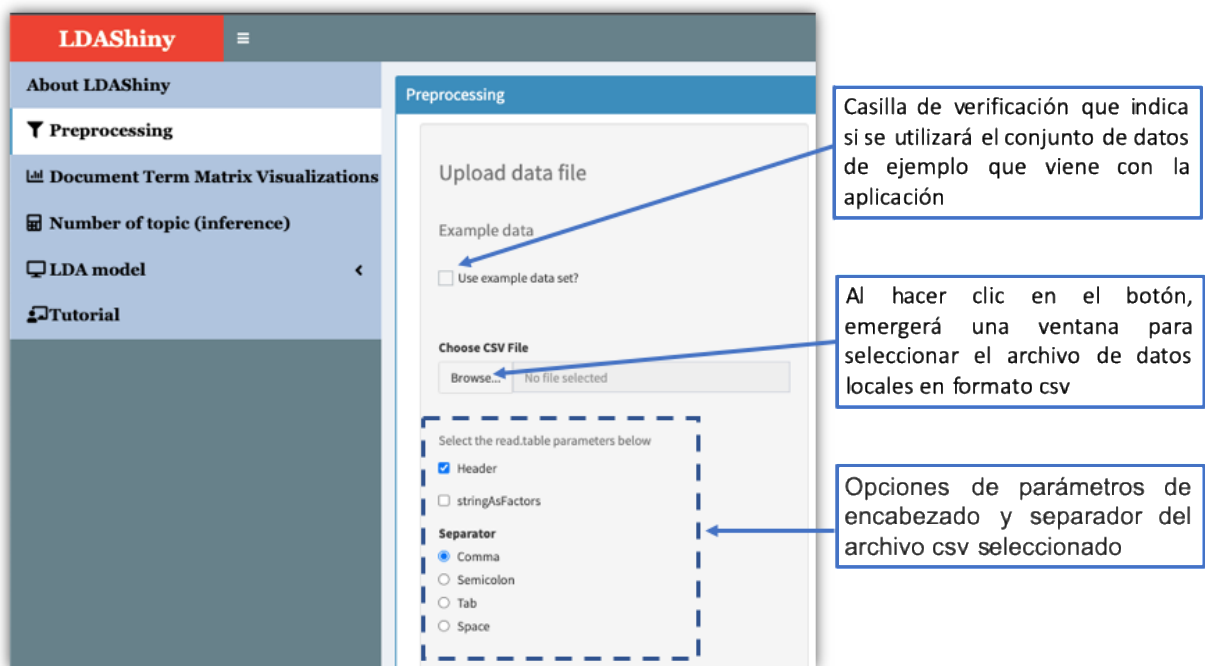 LDAShiny
About LDAShiny
Preprocessing
Document Term Matrix Visualizations
Number of topic (inference)
LDA model
Tutorial
Preprocessing
Upload data file
Example data
Use example data set?
Choose CSV File
Browse... No file selected
Select the read.table parameters below
Header
stringAsFactors
Separator
Comma
Semicolon
Tab
Space
Casilla de verificación que indica
si se utilizará el conjunto de datos
de ejemplo que viene con la
aplicación
Al hacer clic en el botón,
emergerá una ventana para
seleccionar el archivo de datos
locales en formato csv
Opciones de parámetros de
encabezado y separador del
archivo csv seleccionado